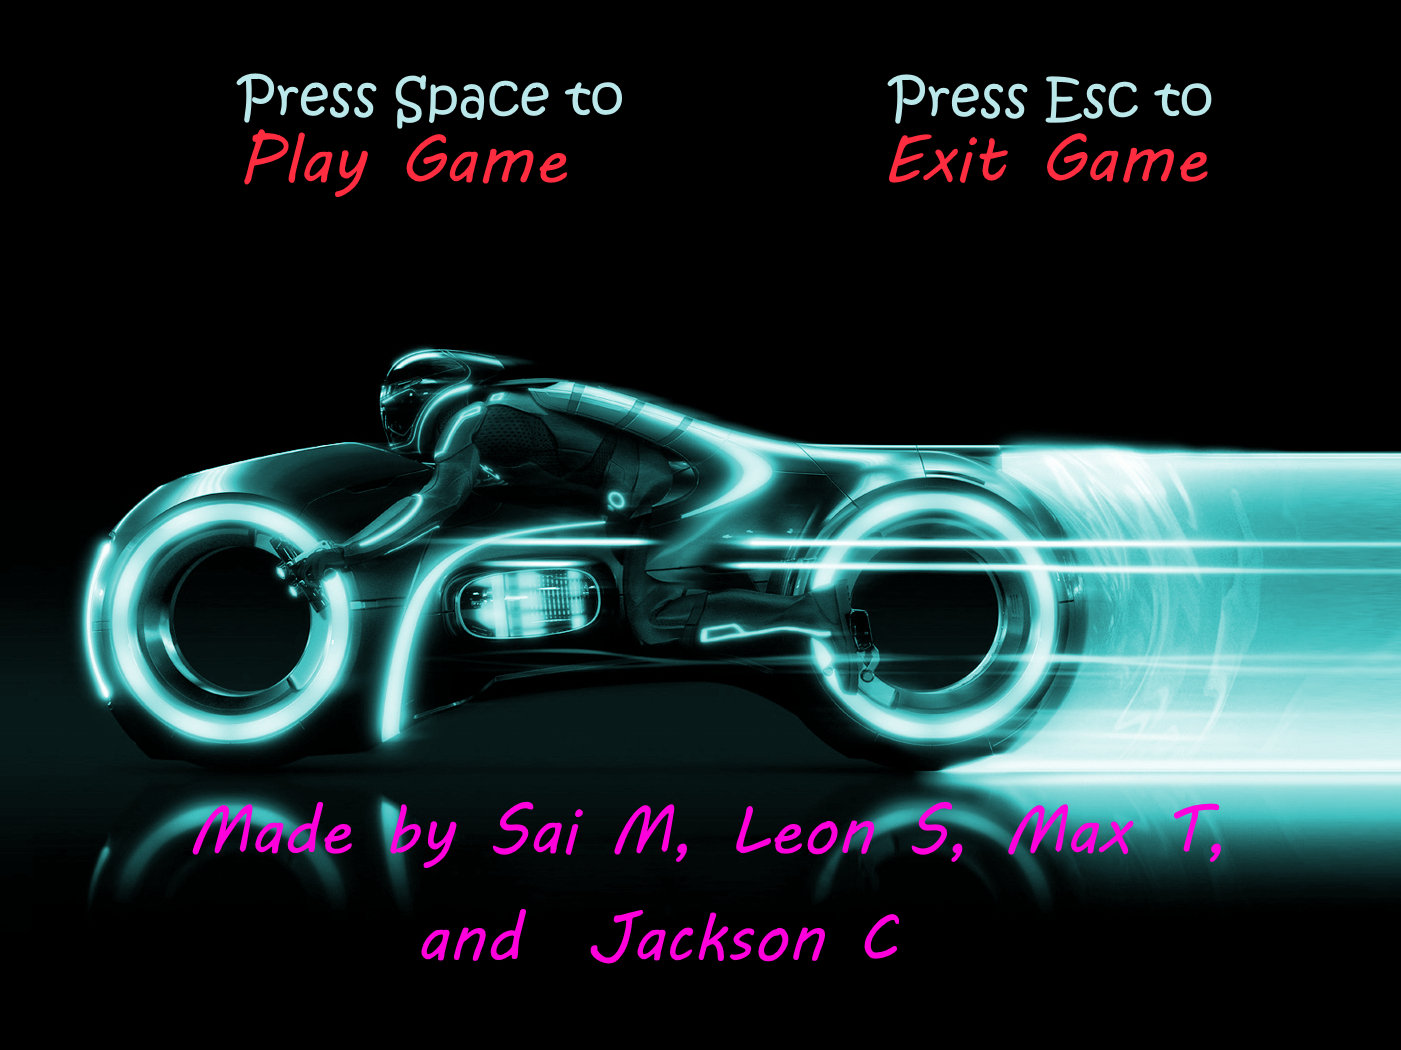 Press Space to
Play Game
Press Esc to
Exit Game
Made by Sai M, Leon S, Max T,
and Jackson C